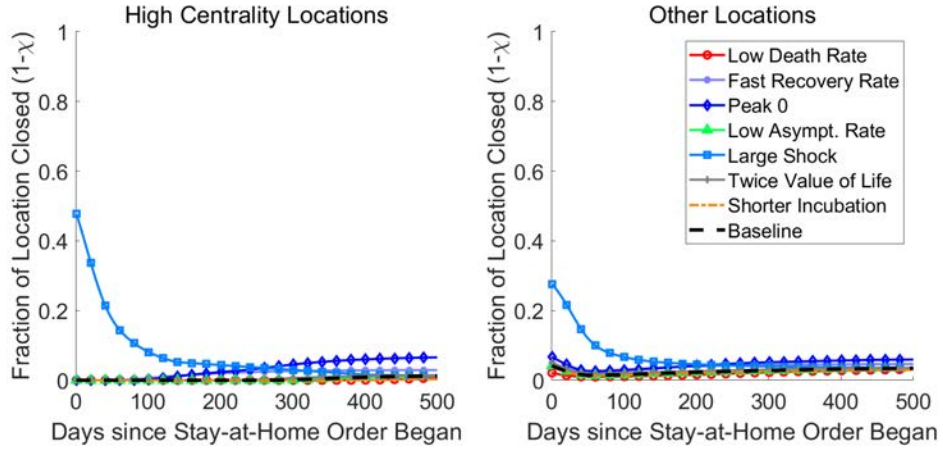 High Centrality Locations
Fraction of Location Closed (1-χ)
1
0.8
0.6
0.4
0.2
0
0 100 200 300 400 500
Days since Stay-at-Home Order Began
Other Locations
Fraction of Location Closed (1-χ)
1
0.8
0.6
0.4
0.2
0
Low Death Rate
Fast Recovery Rate
Peak 0
Low Asympt. Rate
Large Shock
Twice Value of Life
Shorter Incubation
Baseline
0 100 200 300 400 500
Days since Stay-at-Home Order Began